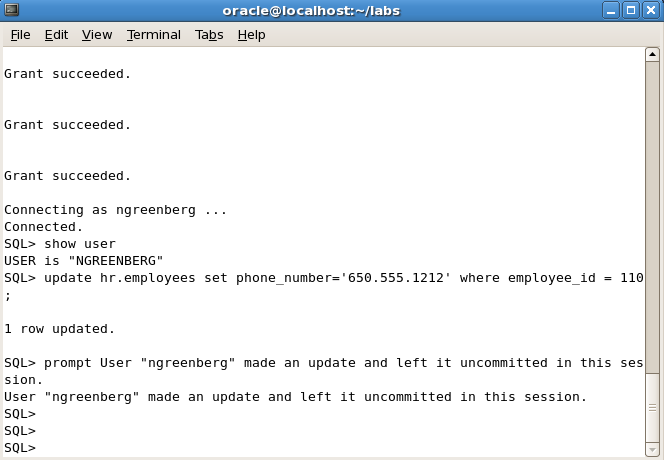 oracle@localhost:~/labs
File Edit View Terminal Tabs Help
Grant succeeded.
Grant succeeded.
Grant succeeded.
Connecting as ngreenberg ...
Connected.
SQL> show user
USER is "NGREENBERG"
SQL> update hr.employees set phone_number='650.555.1212' where employee_id = 110
;
1 row updated.
SQL> prompt User "ngreenberg" made an update and left it uncommitted in this ses
sion.
User "ngreenberg" made an update and left it uncommitted in this session.
SQL>
SQL>
SQL>